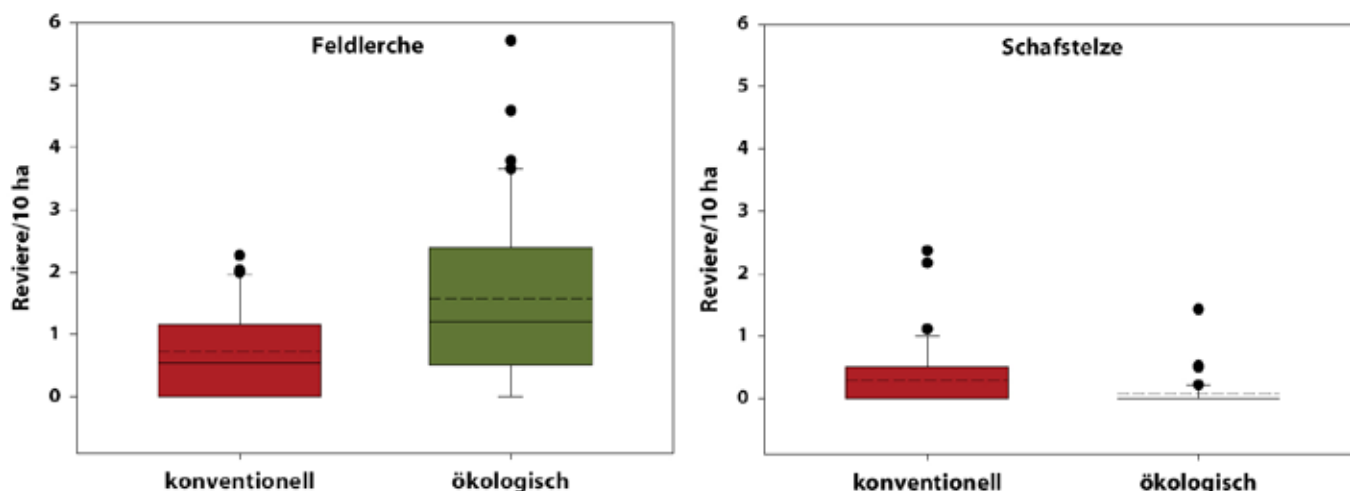 Feldlerche
Reviere/10 ha
6
5
4
3
2
1
0
konventionell ökologisch
Schafstelze
Reviere/10 ha
6
5
4
3
2
1
0
konventionell ökologisch